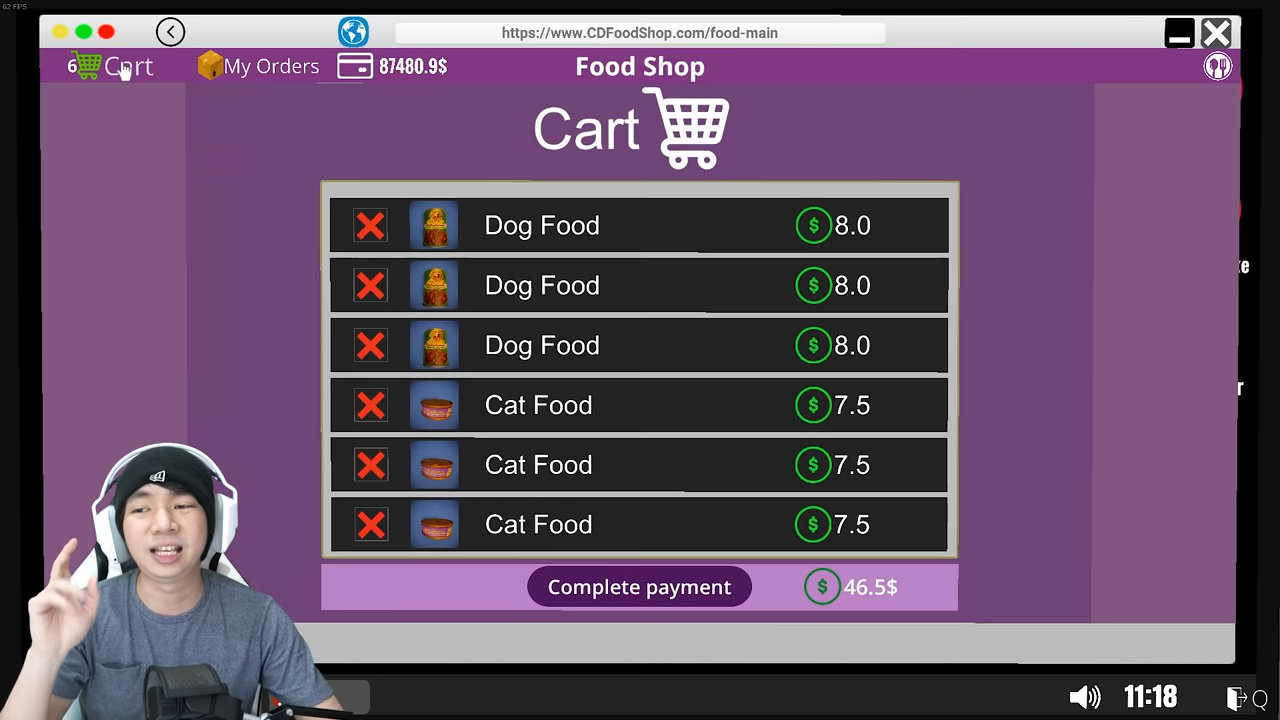 62 FPS
https://www.CDFoodShop.com/food-main
6 Cart My Orders 87480.9$ Food Shop
Cart
Dog Food $ 8.0
Dog Food $ 8.0
Dog Food $ 8.0
Cat Food $ 7.5
Cat Food $ 7.5
Cat Food $ 7.5
Complete payment $ 46.5$
11:18 Q